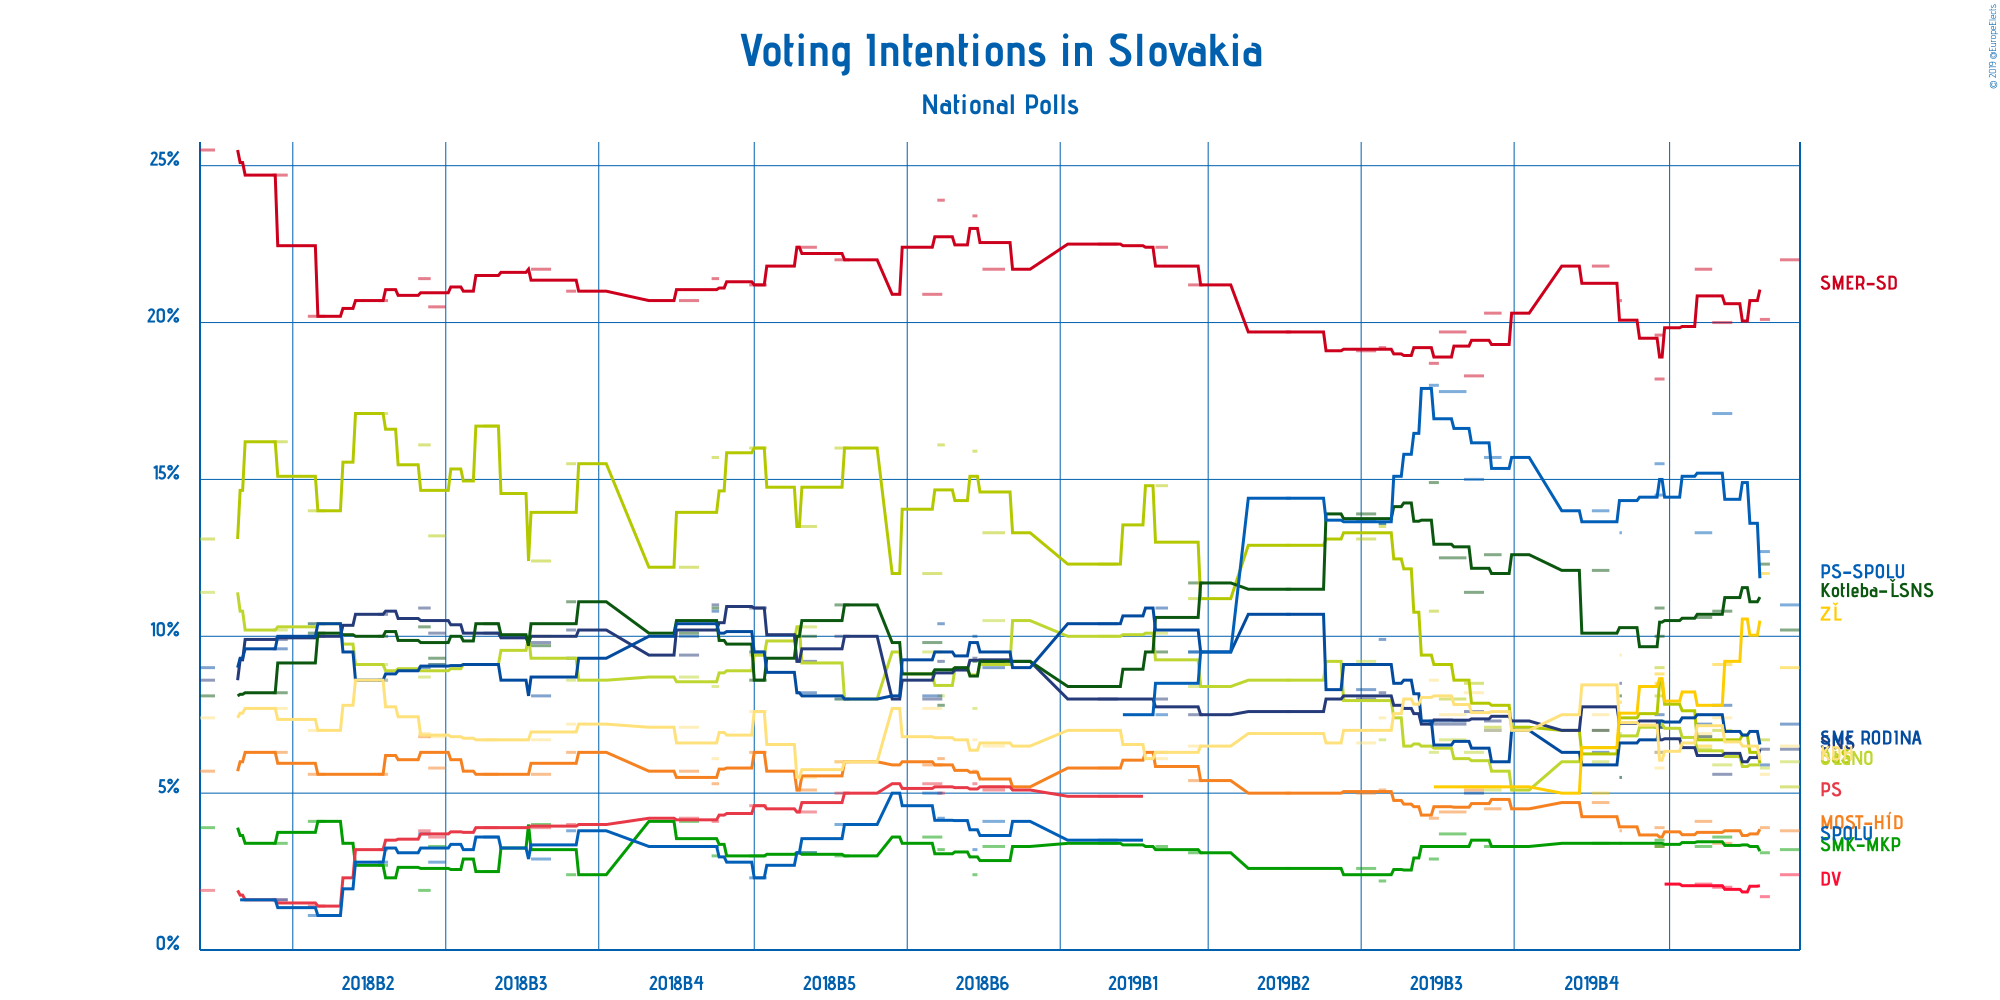 © 2019 @EuropeElects
Voting Intentions in Slovakia
National Polls
25%
20%
15%
10%
5%
0%
SMER-SD
PS-SPOLU
Kotleba-ĽSNS
ZĽ
SME RODINA
OĽANO
PS
MOST-HÍD
SPOLU
SMK-MKP
DV
2018B2
2018B3
2018B4
2018B5
2018B6
2019B1
2019B2
2019B3
2019B4